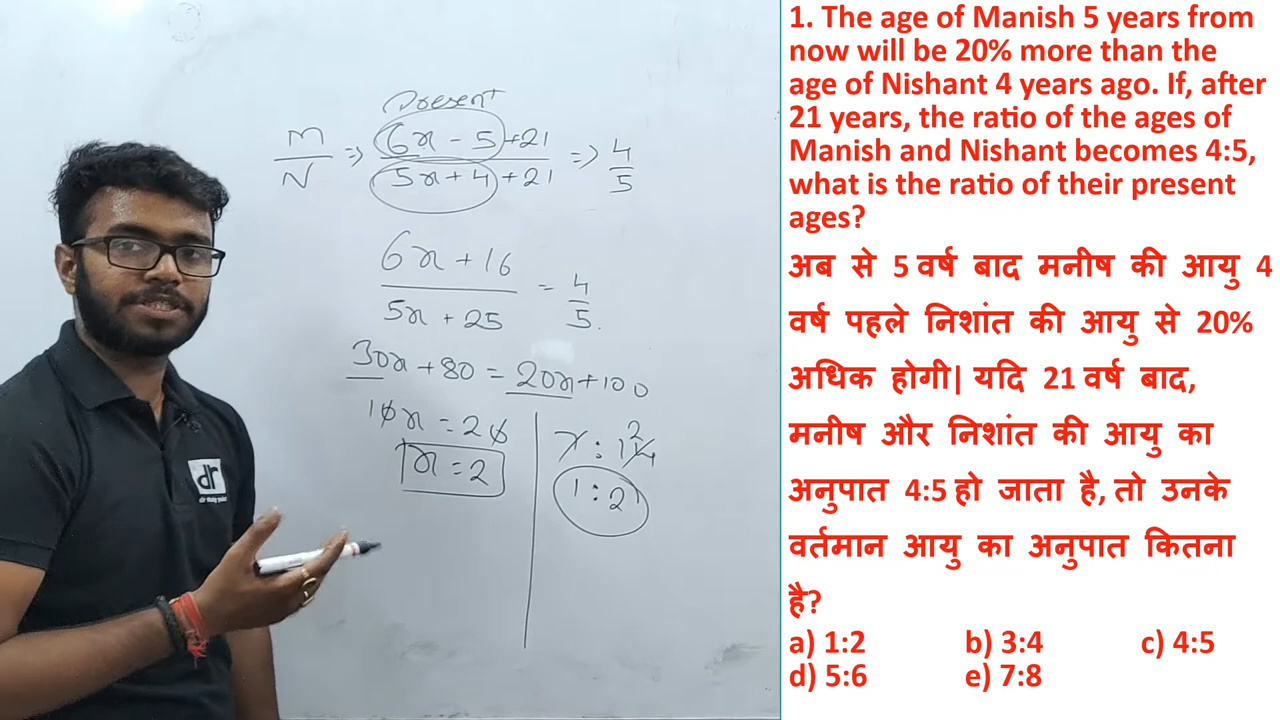 Present
M/N => 6x - 5 + 21 / 5x + 4 + 21 => 4/5
6x + 16 / 5x + 25 = 4/5.
30x + 80 = 20x + 100
10x = 20
x = 2
7 : 14 2
1 : 2
dr
1. The age of Manish 5 years from
now will be 20% more than the
age of Nishant 4 years ago. If, after
21 years, the ratio of the ages of
Manish and Nishant becomes 4:5,
what is the ratio of their present
ages?
अब से 5 वर्ष बाद मनीष की आयु 4
वर्ष पहले निशांत की आयु से 20%
अधिक होगी| यदि 21 वर्ष बाद,
मनीष और निशांत की आयु का
अनुपात 4:5 हो जाता है, तो उनके
वर्तमान आयु का अनुपात कितना
है?
a) 1:2 b) 3:4 c) 4:5
d) 5:6 e) 7:8